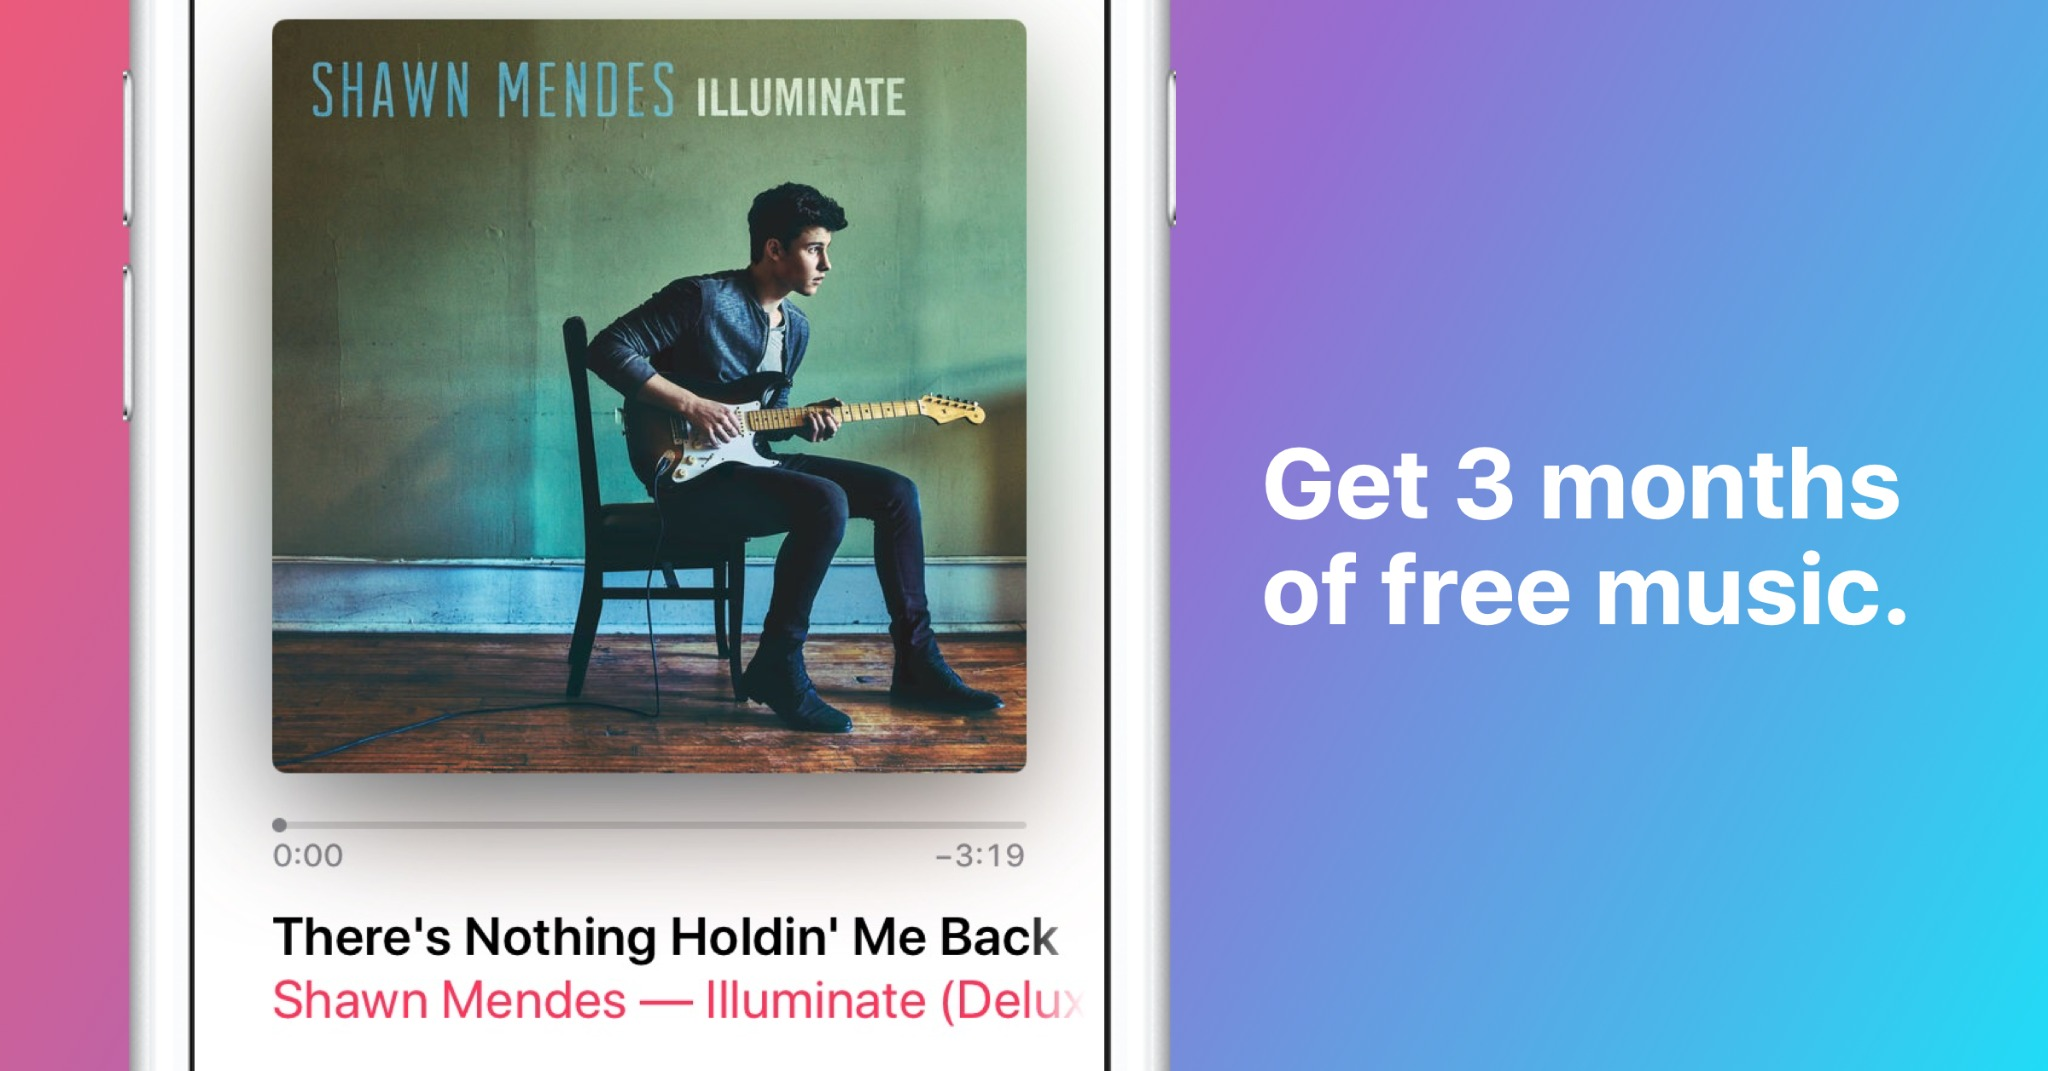 SHAWN MENDES ILLUMINATE
Get 3 months
of free music.
0:00 −3:19
There's Nothing Holdin' Me Back
Shawn Mendes — Illuminate (Delux